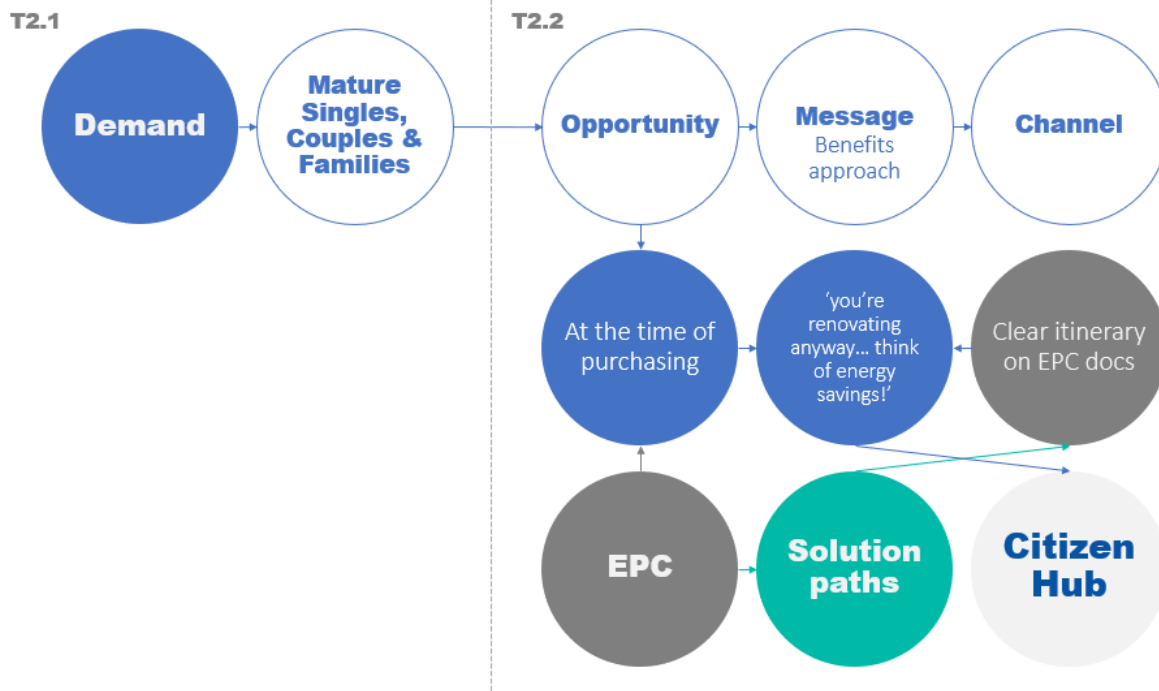 T2.1
T2.2
Demand
Mature
Singles,
Couples &
Families
Opportunity
Message
Benefits
approach
Channel
At the time of
purchasing
‘you’re
renovating
anyway... think
of energy
savings!’
Clear itinerary
on EPC docs
EPC
Solution
paths
Citizen
Hub